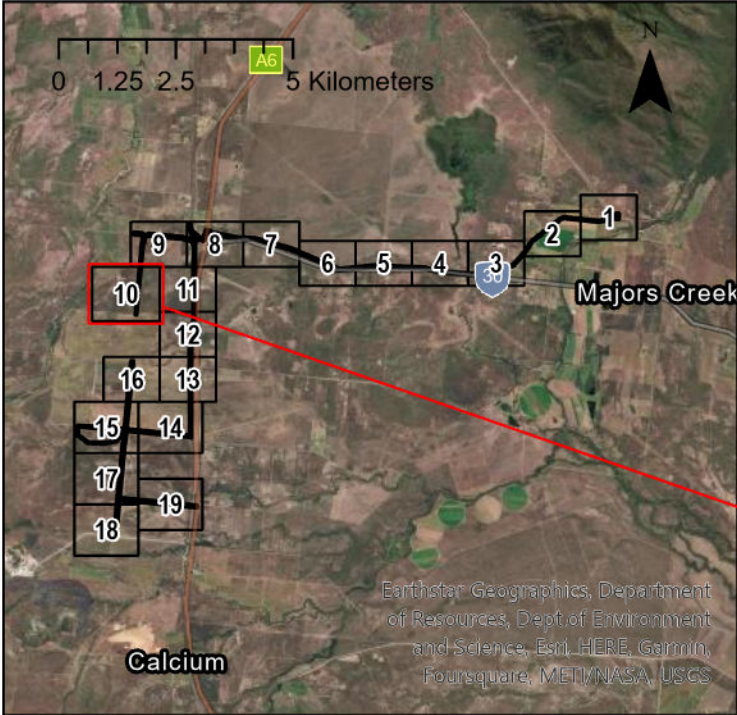 N
A6
0 1.25 2.5 5 Kilometers
1
2
9 8 7 6 5 4 3
30
10 11
Majors Creek
12
16 13
15 14
17
19
18
Earthstar Geographics, Department
of Resources, Dept.of Environment
and Science, Esri, HERE, Garmin,
Foursquare, METI/NASA, USGS
Calcium